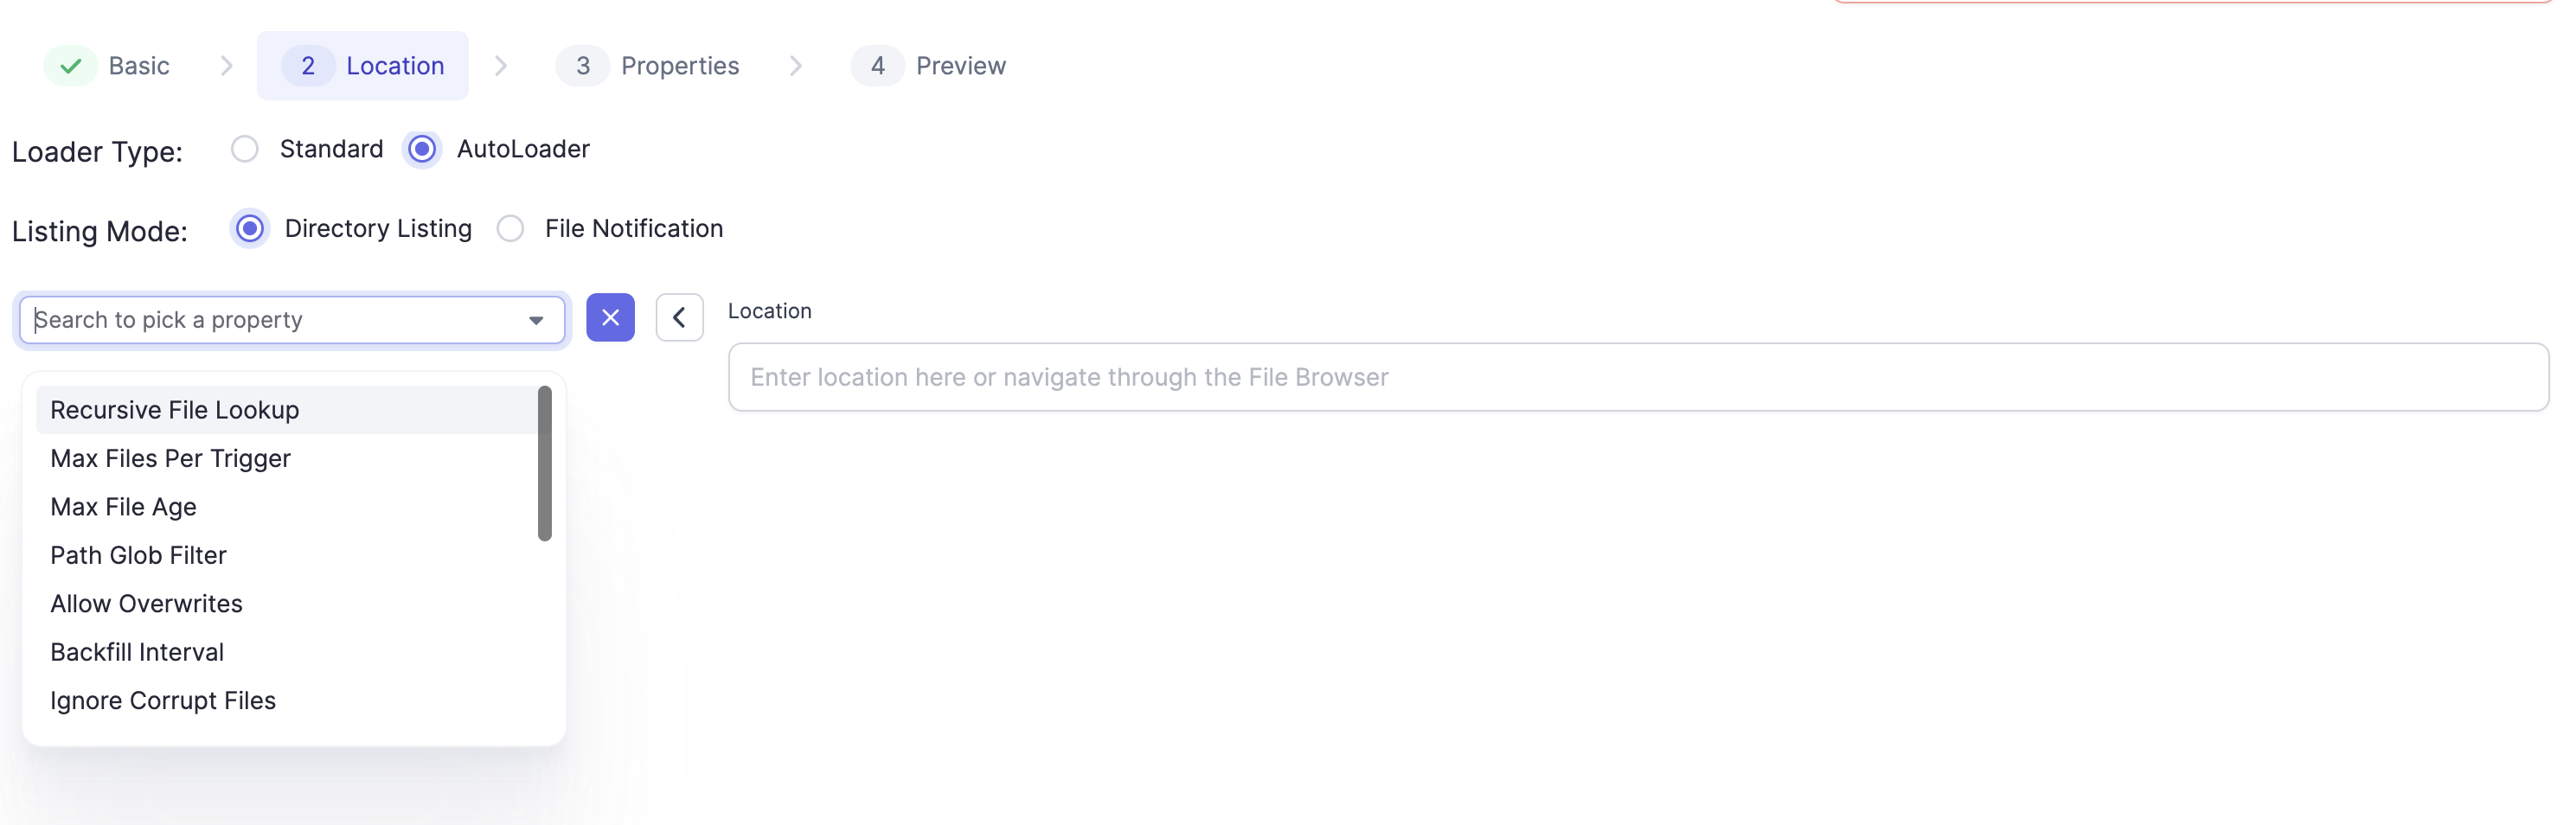 Basic 2 Location 3 Properties 4 Preview
Loader Type: Standard AutoLoader
Listing Mode: Directory Listing File Notification
Search to pick a property
Location
Enter location here or navigate through the File Browser
Recursive File Lookup
Max Files Per Trigger
Max File Age
Path Glob Filter
Allow Overwrites
Backfill Interval
Ignore Corrupt Files